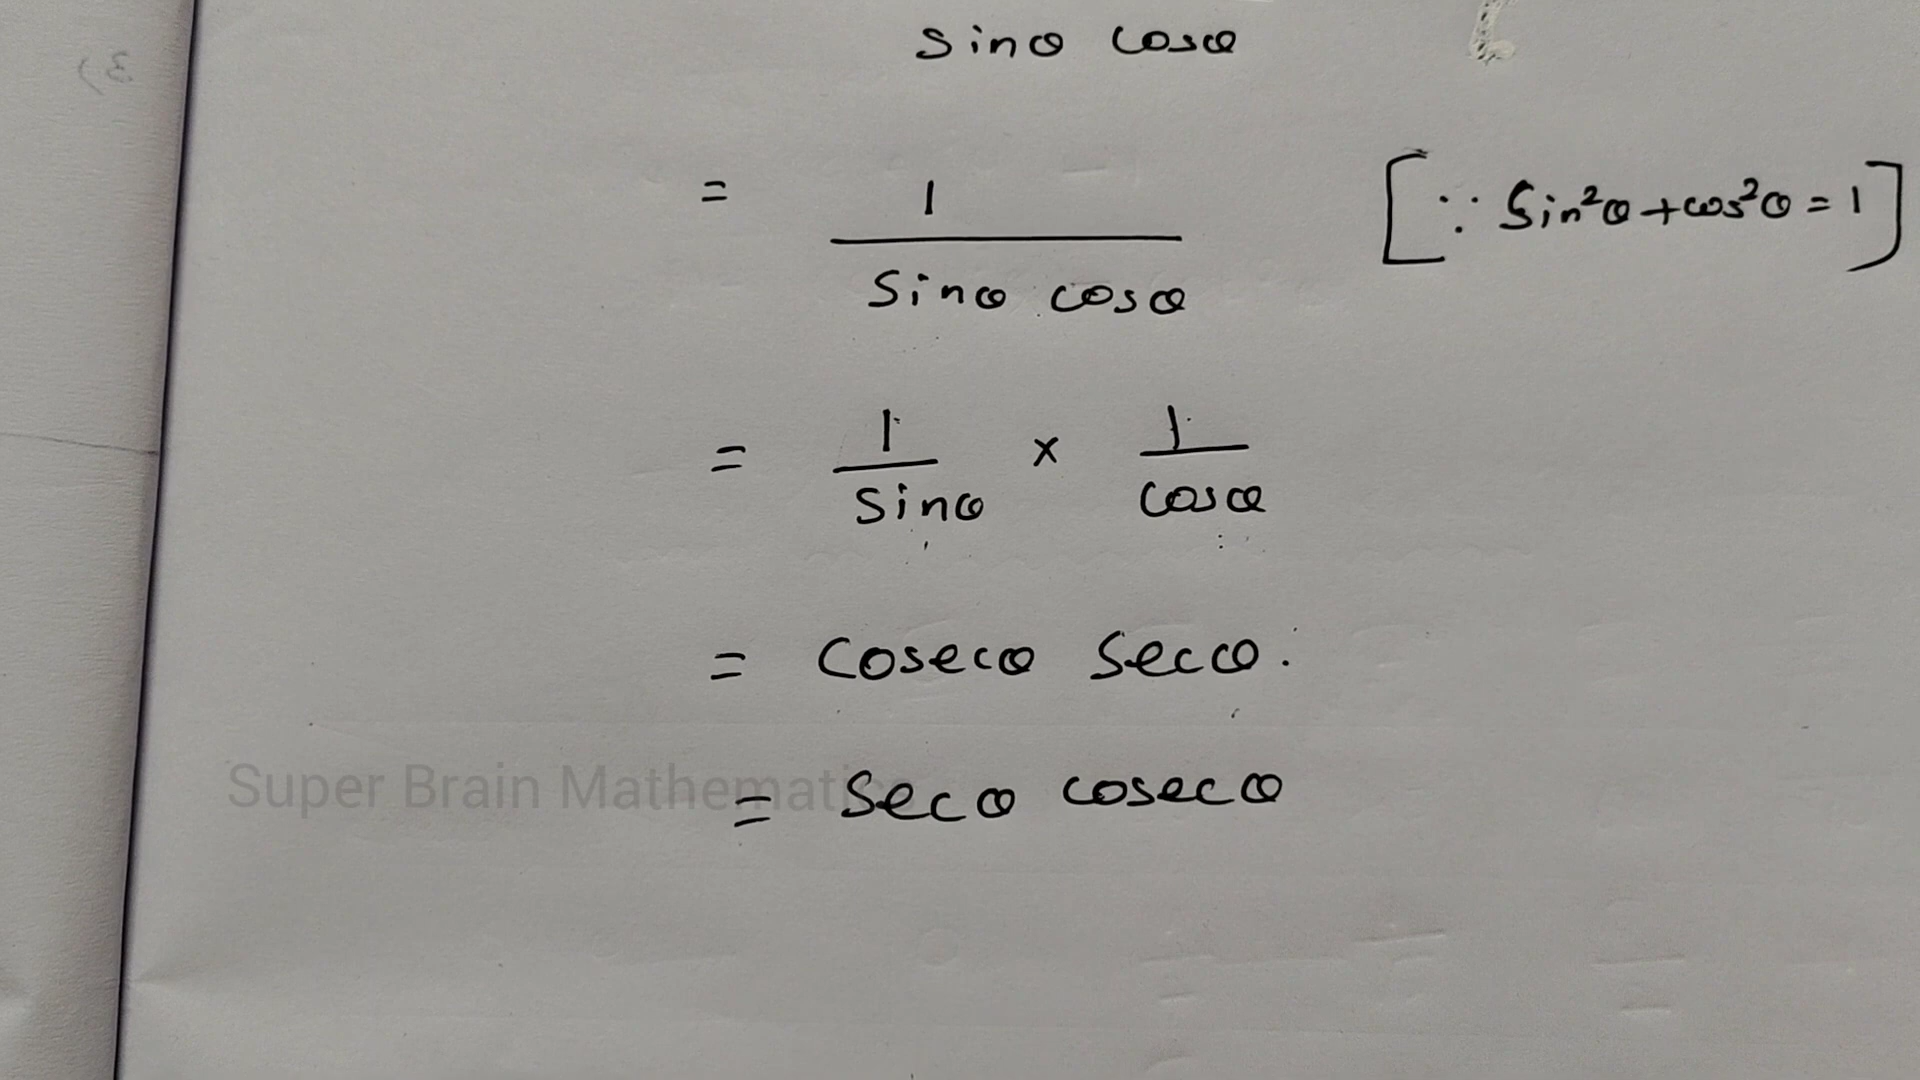 sinθ cosθ
= 1 / sinθ cosθ [∵ sin²θ + cos²θ = 1]
= 1/sinθ × 1/cosθ
= cosecθ secθ.
= secθ cosecθ
Super Brain Mathematics